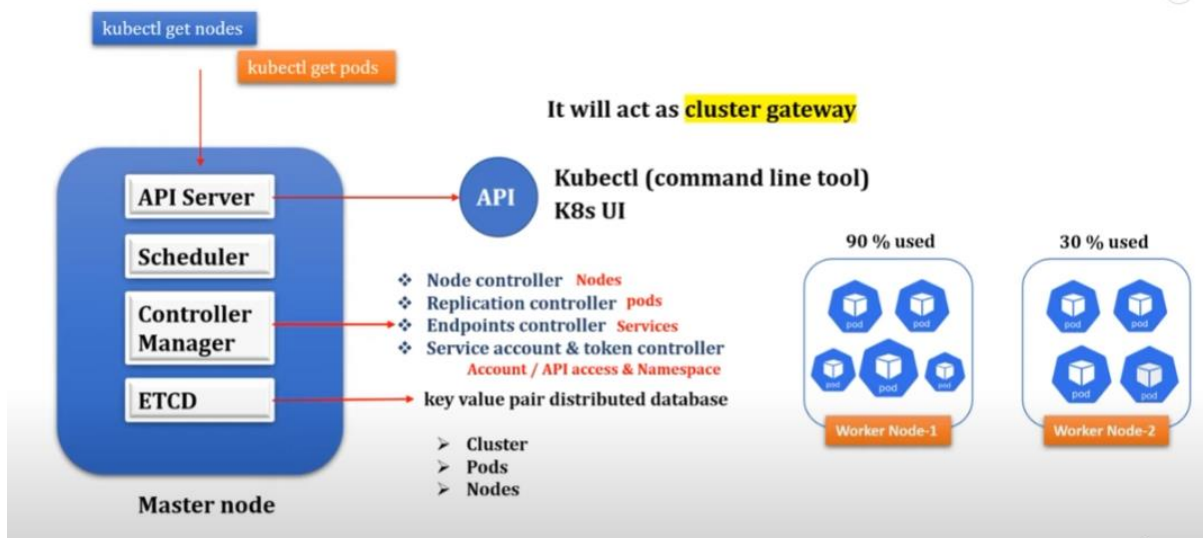 kubectl get nodes
kubectl get pods
It will act as cluster gateway
API Server
API
Kubectl (command line tool)
K8s UI
Scheduler
Controller
Manager
ETCD
Master node
❖ Node controller Nodes
❖ Replication controller pods
❖ Endpoints controller Services
❖ Service account & token controller
Account / API access & Namespace
key value pair distributed database
➢ Cluster
➢ Pods
➢ Nodes
90 % used
pod
pod
pod
pod
pod
Worker Node-1
30 % used
pod
pod
pod
pod
Worker Node-2